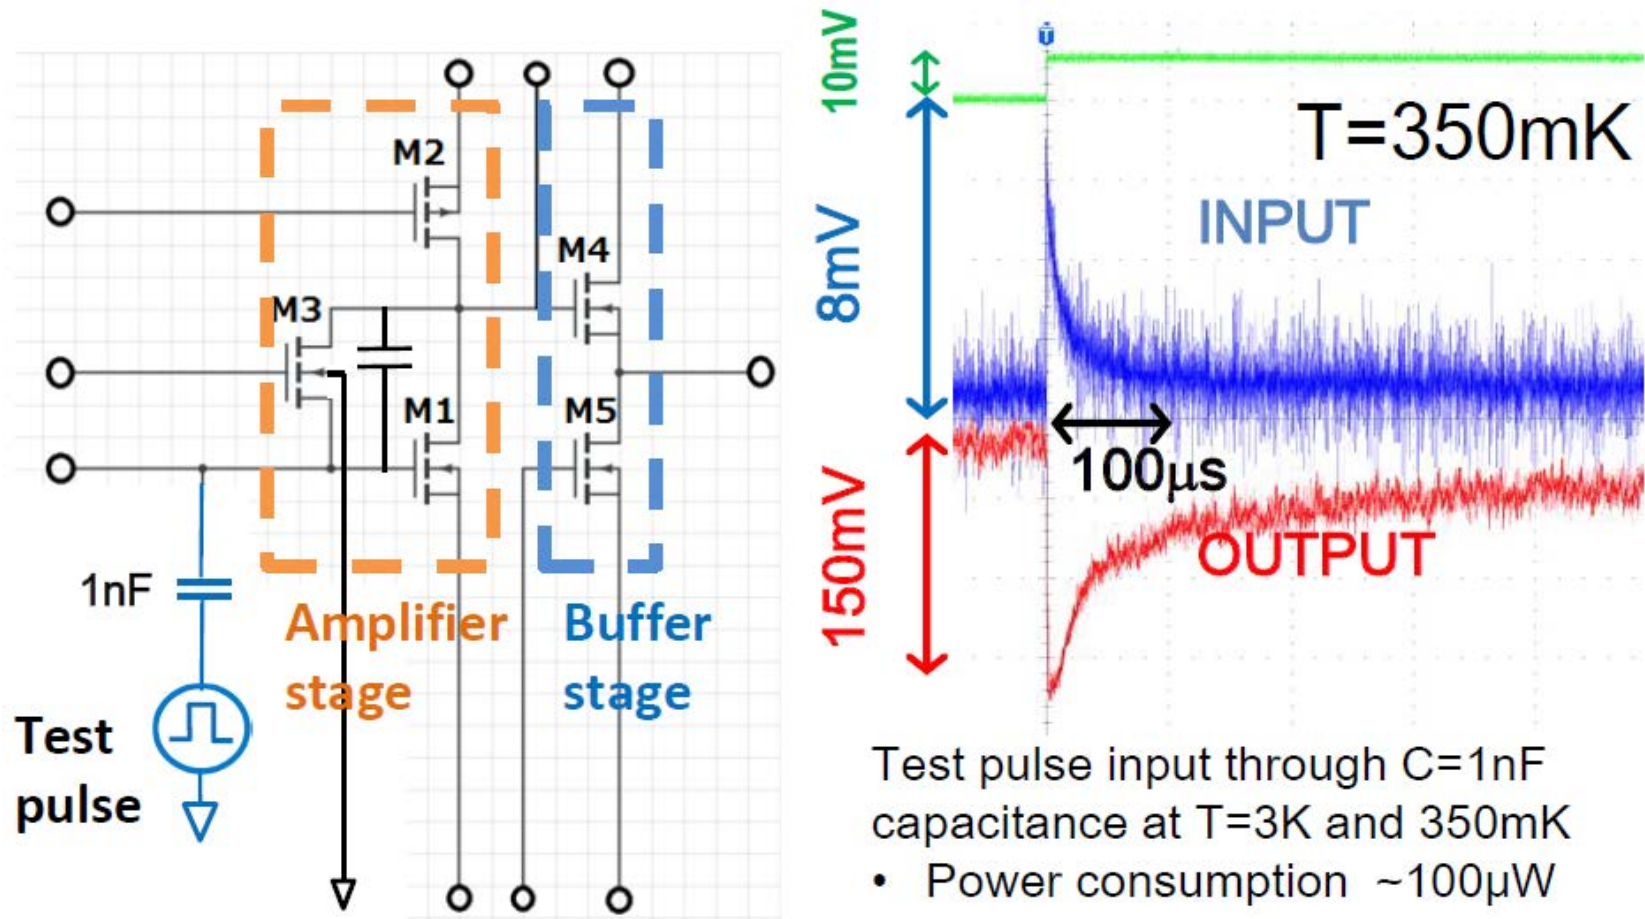 M2
M4
M3
M1
M5
1nF
Amplifier
stage
Buffer
stage
Test
pulse
10mV
8mV
150mV
T
T=350mK
INPUT
100μs
OUTPUT
Test pulse input through C=1nF
capacitance at T=3K and 350mK
• Power consumption ~100μW